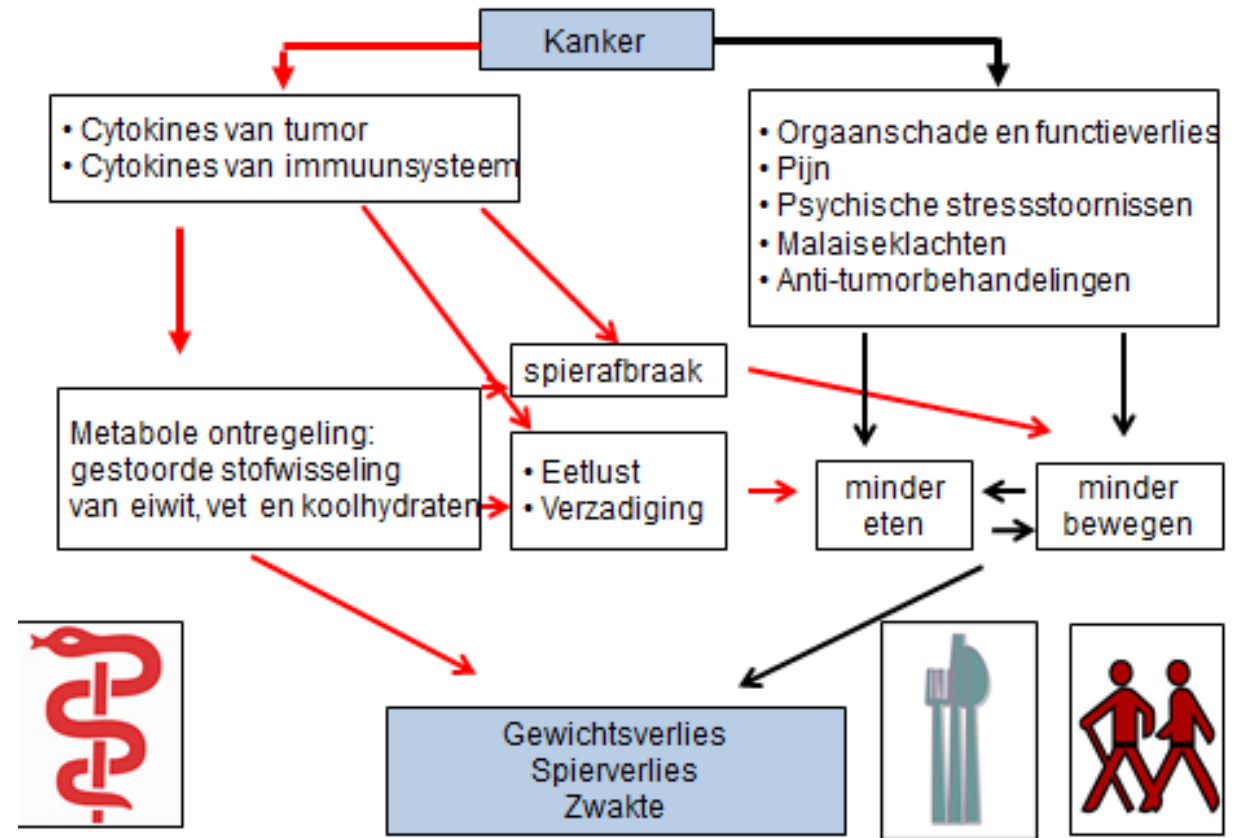 Kanker
• Cytokines van tumor
• Cytokines van immuunsysteem
• Orgaanschade en functieverlies
• Pijn
• Psychische stressstoornissen
• Malaiseklachten
• Anti-tumorbehandelingen
spierafbraak
Metabole ontregeling:
gestoorde stofwisseling
van eiwit, vet en koolhydraten
• Eetlust
• Verzadiging
minder
eten
minder
bewegen
Gewichtsverlies
Spierverlies
Zwakte